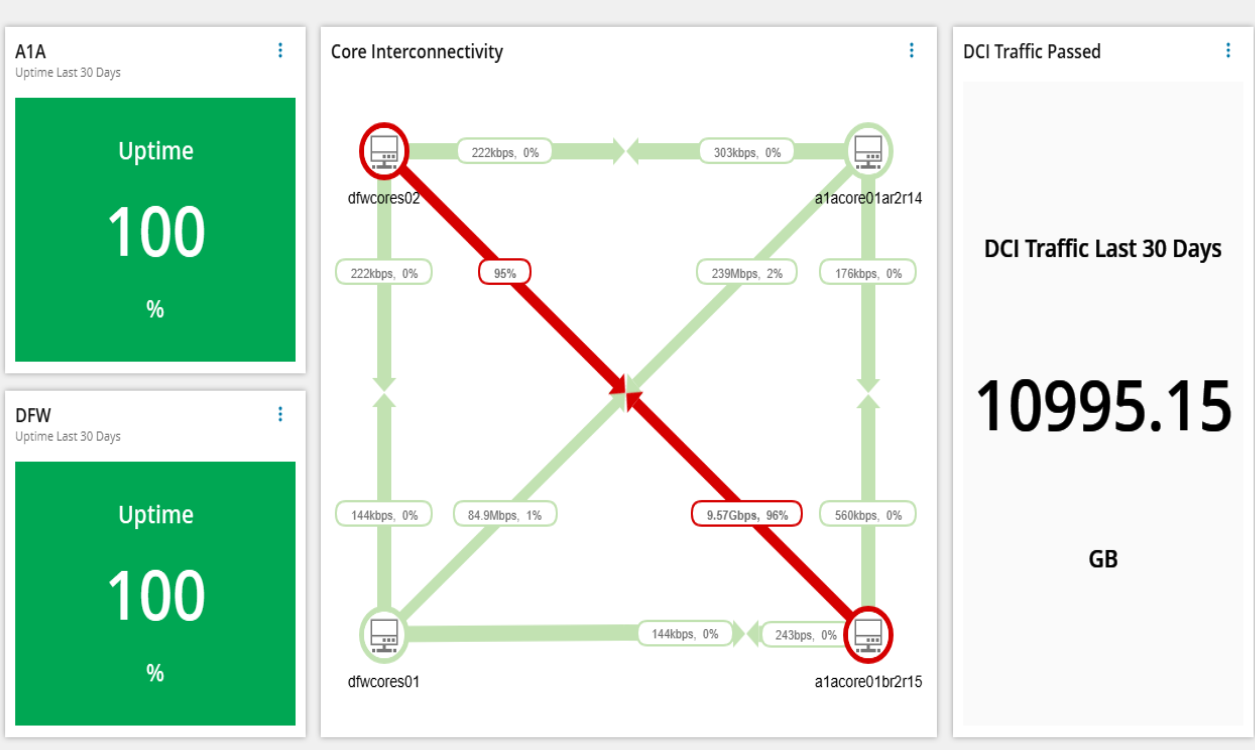 A1A
Uptime Last 30 Days
Uptime
100
%
DFW
Uptime Last 30 Days
Uptime
100
%
Core Interconnectivity
222kbps, 0%
303kbps, 0%
dfwcores02
a1acore01ar2r14
222kbps, 0%
95%
239Mbps, 2%
176kbps, 0%
144kbps, 0%
84.9Mbps, 1%
9.57Gbps, 96%
560kbps, 0%
144kbps, 0%
243bps, 0%
dfwcores01
a1acore01br2r15
DCI Traffic Passed
DCI Traffic Last 30 Days
10995.15
GB